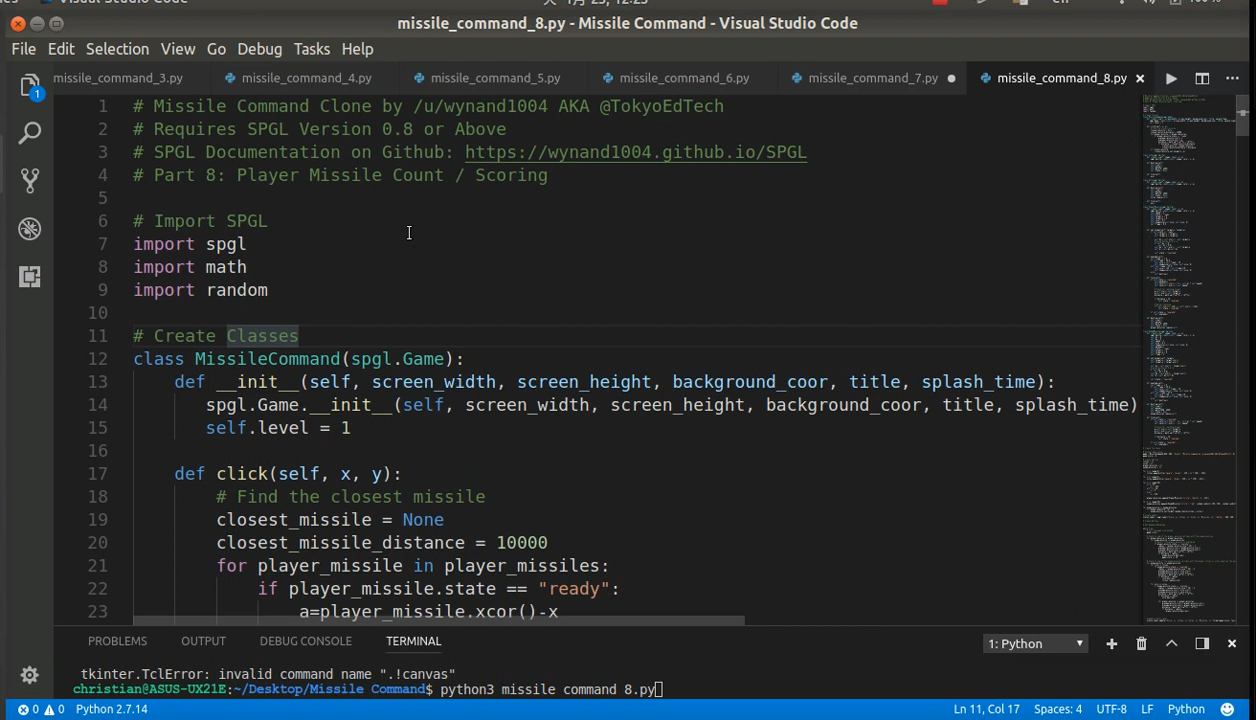 missile_command_8.py - Missile Command - Visual Studio Code
File Edit Selection View Go Debug Tasks Help
missile_command_3.py missile_command_4.py missile_command_5.py missile_command_6.py missile_command_7.py missile_command_8.py
1 # Missile Command Clone by /u/wynand1004 AKA @TokyoEdTech
2 # Requires SPGL Version 0.8 or Above
3 # SPGL Documentation on Github: https://wynand1004.github.io/SPGL
4 # Part 8: Player Missile Count / Scoring
5
6 # Import SPGL
7 import spgl
8 import math
9 import random
10
11 # Create Classes
12 class MissileCommand(spgl.Game):
13 def __init__(self, screen_width, screen_height, background_coor, title, splash_time):
14 spgl.Game.__init__(self, screen_width, screen_height, background_coor, title, splash_time)
15 self.level = 1
16
17 def click(self, x, y):
18 # Find the closest missile
19 closest_missile = None
20 closest_missile_distance = 10000
21 for player_missile in player_missiles:
22 if player_missile.state == "ready":
23 a=player_missile.xcor()-x
PROBLEMS OUTPUT DEBUG CONSOLE TERMINAL 1: Python
tkinter.TclError: invalid command name ".!canvas"
christian@ASUS-UX21E:~/Desktop/Missile Command$ python3 missile command 8.py
0 0 Python 2.7.14 Ln 11, Col 17 Spaces: 4 UTF-8 LF Python